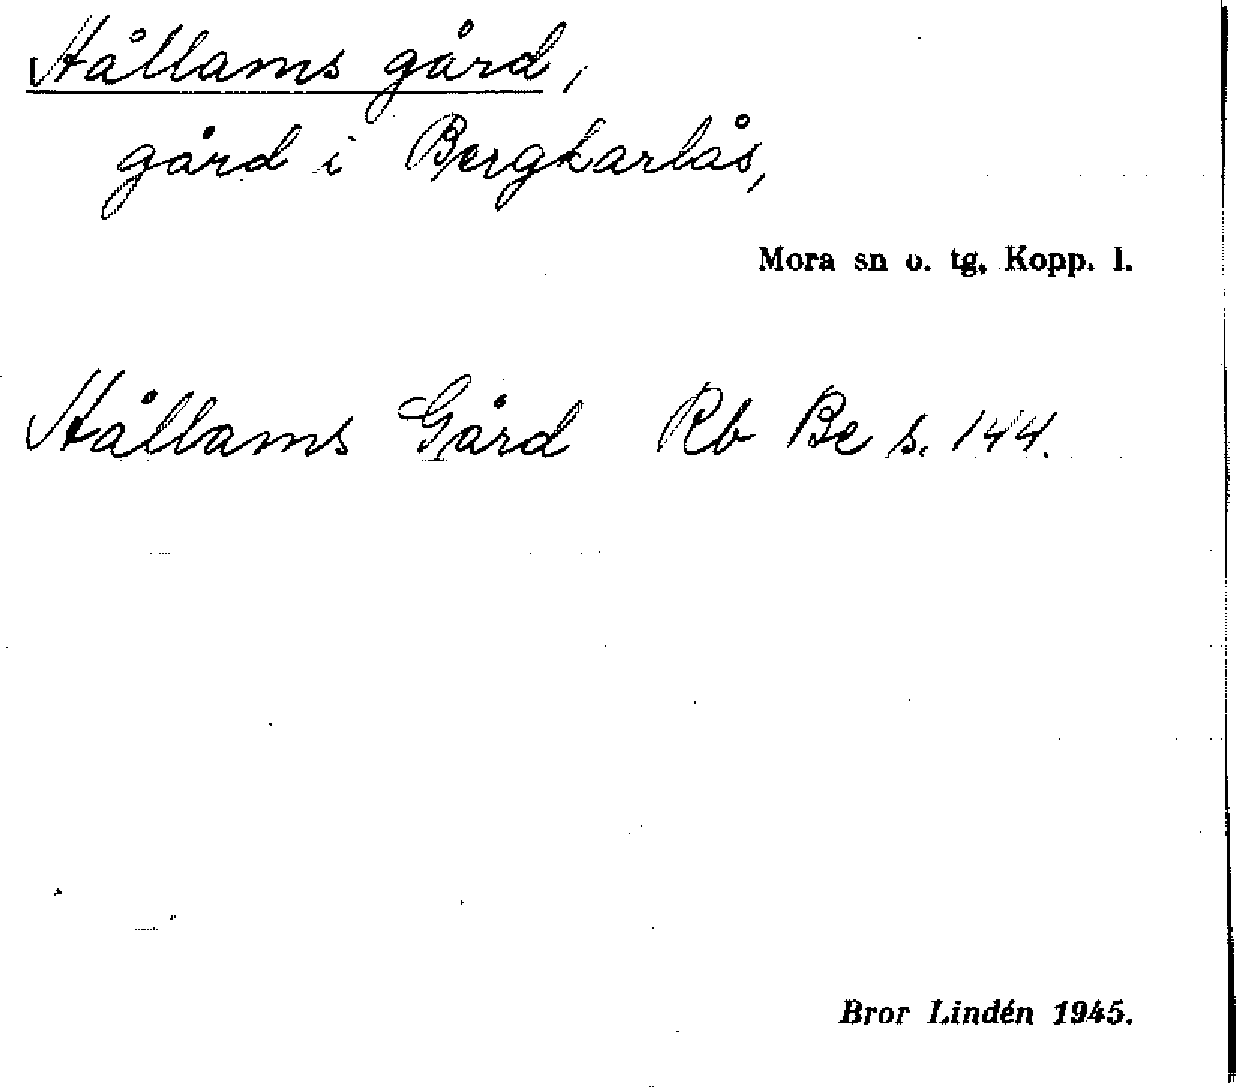 Hållams gård,
gård i Bergkarlås,
Mora sn o. tg, Kopp. l.
Hållams Gård Rb Be s. 144.
Bror Lindén 1945.